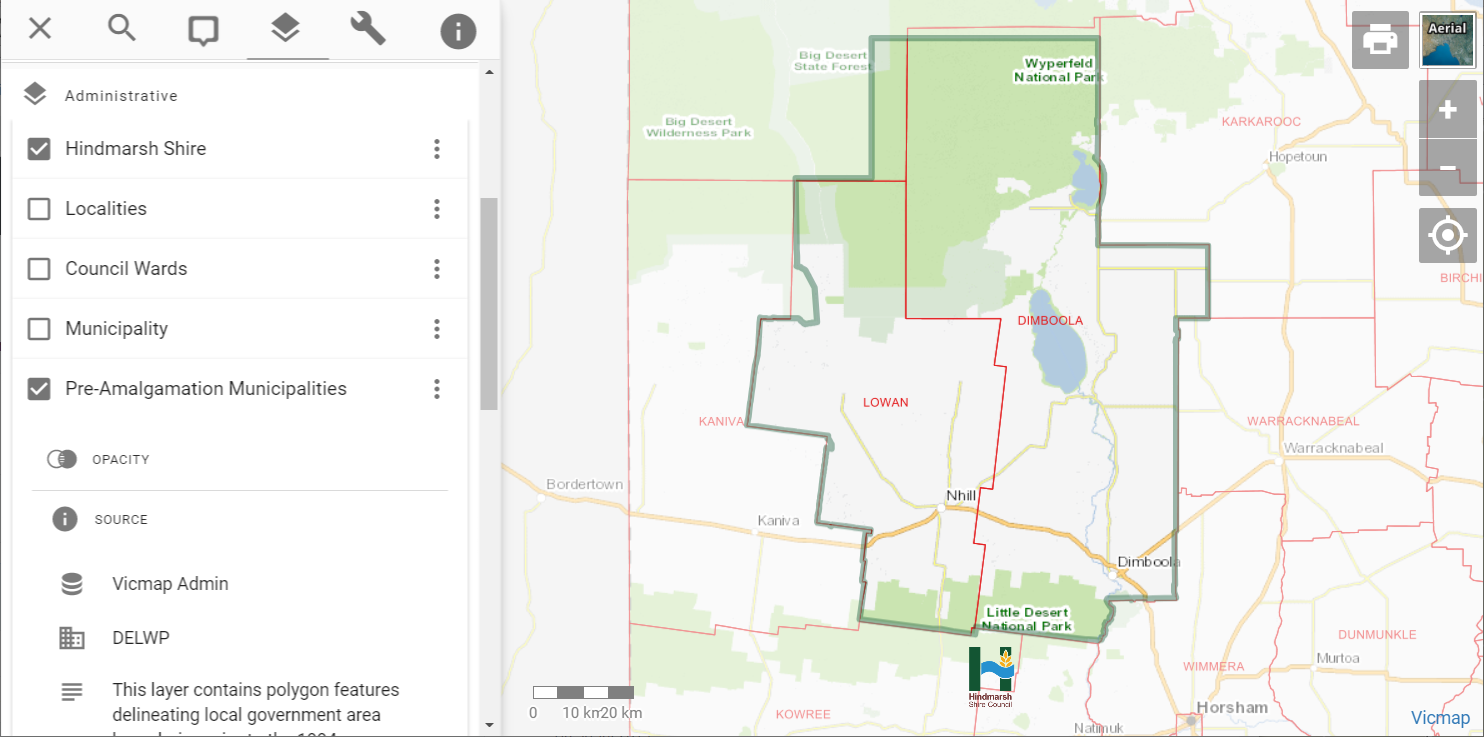 Administrative
Hindmarsh Shire
Localities
Council Wards
Municipality
Pre-Amalgamation Municipalities
OPACITY
SOURCE
Vicmap Admin
DELWP
This layer contains polygon features
delineating local government area
Big Desert
State Forest
Wyperfeld
National Park
Big Desert
Wilderness Park
KARKAROOC
Hopetoun
BIRCHI
DIMBOOLA
LOWAN
KANIVA
WARRACKNABEAL
Warracknabeal
Bordertown
Nhill
Kaniva
Dimboola
Little Desert
National Park
DUNMUNKLE
Murtoa
WIMMERA
Hindmarsh
Shire Council
KOWREE
Horsham
Natimuk
0 10 km 20 km
Aerial
+
−
Vicmap